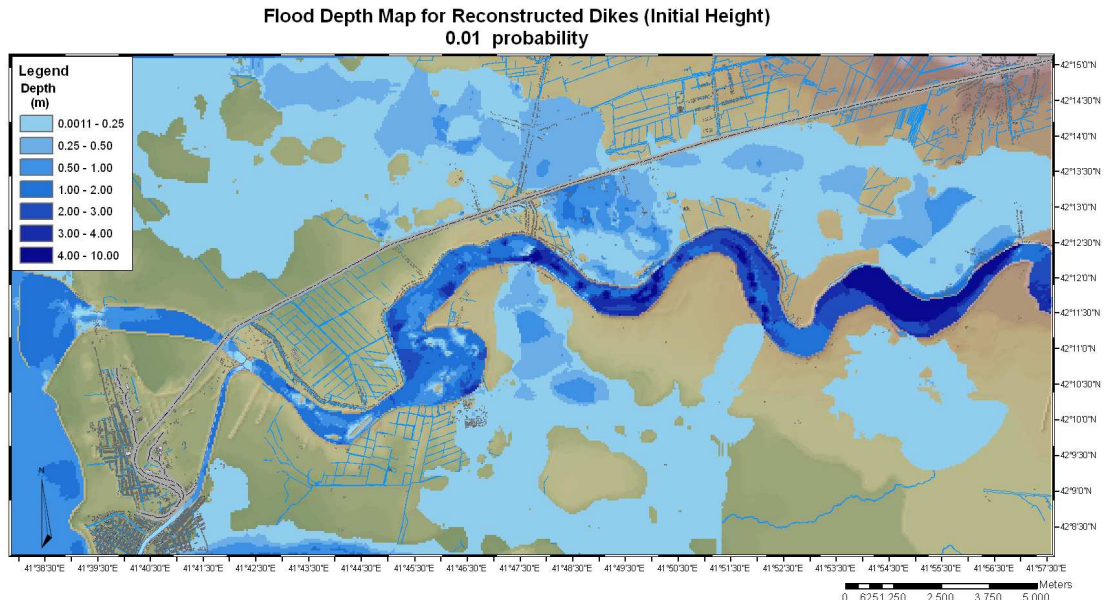 Flood Depth Map for Reconstructed Dikes (Initial Height)
0.01 probability
Legend
Depth
(m)
0.0011 - 0.25
0.25 - 0.50
0.50 - 1.00
1.00 - 2.00
2.00 - 3.00
3.00 - 4.00
4.00 - 10.00
42°15'0"N
42°14'30"N
42°14'0"N
42°13'30"N
42°13'0"N
42°12'30"N
42°12'0"N
42°11'30"N
42°11'0"N
42°10'30"N
42°10'0"N
42°9'30"N
42°9'0"N
42°8'30"N
N
41°38'30"E 41°39'30"E 41°40'30"E 41°41'30"E 41°42'30"E 41°43'30"E 41°44'30"E 41°45'30"E 41°46'30"E 41°47'30"E 41°48'30"E 41°49'30"E 41°50'30"E 41°51'30"E 41°52'30"E 41°53'30"E 41°54'30"E 41°55'30"E 41°56'30"E 41°57'30"E
Meters
0 6251.250 2.500 3.750 5.000